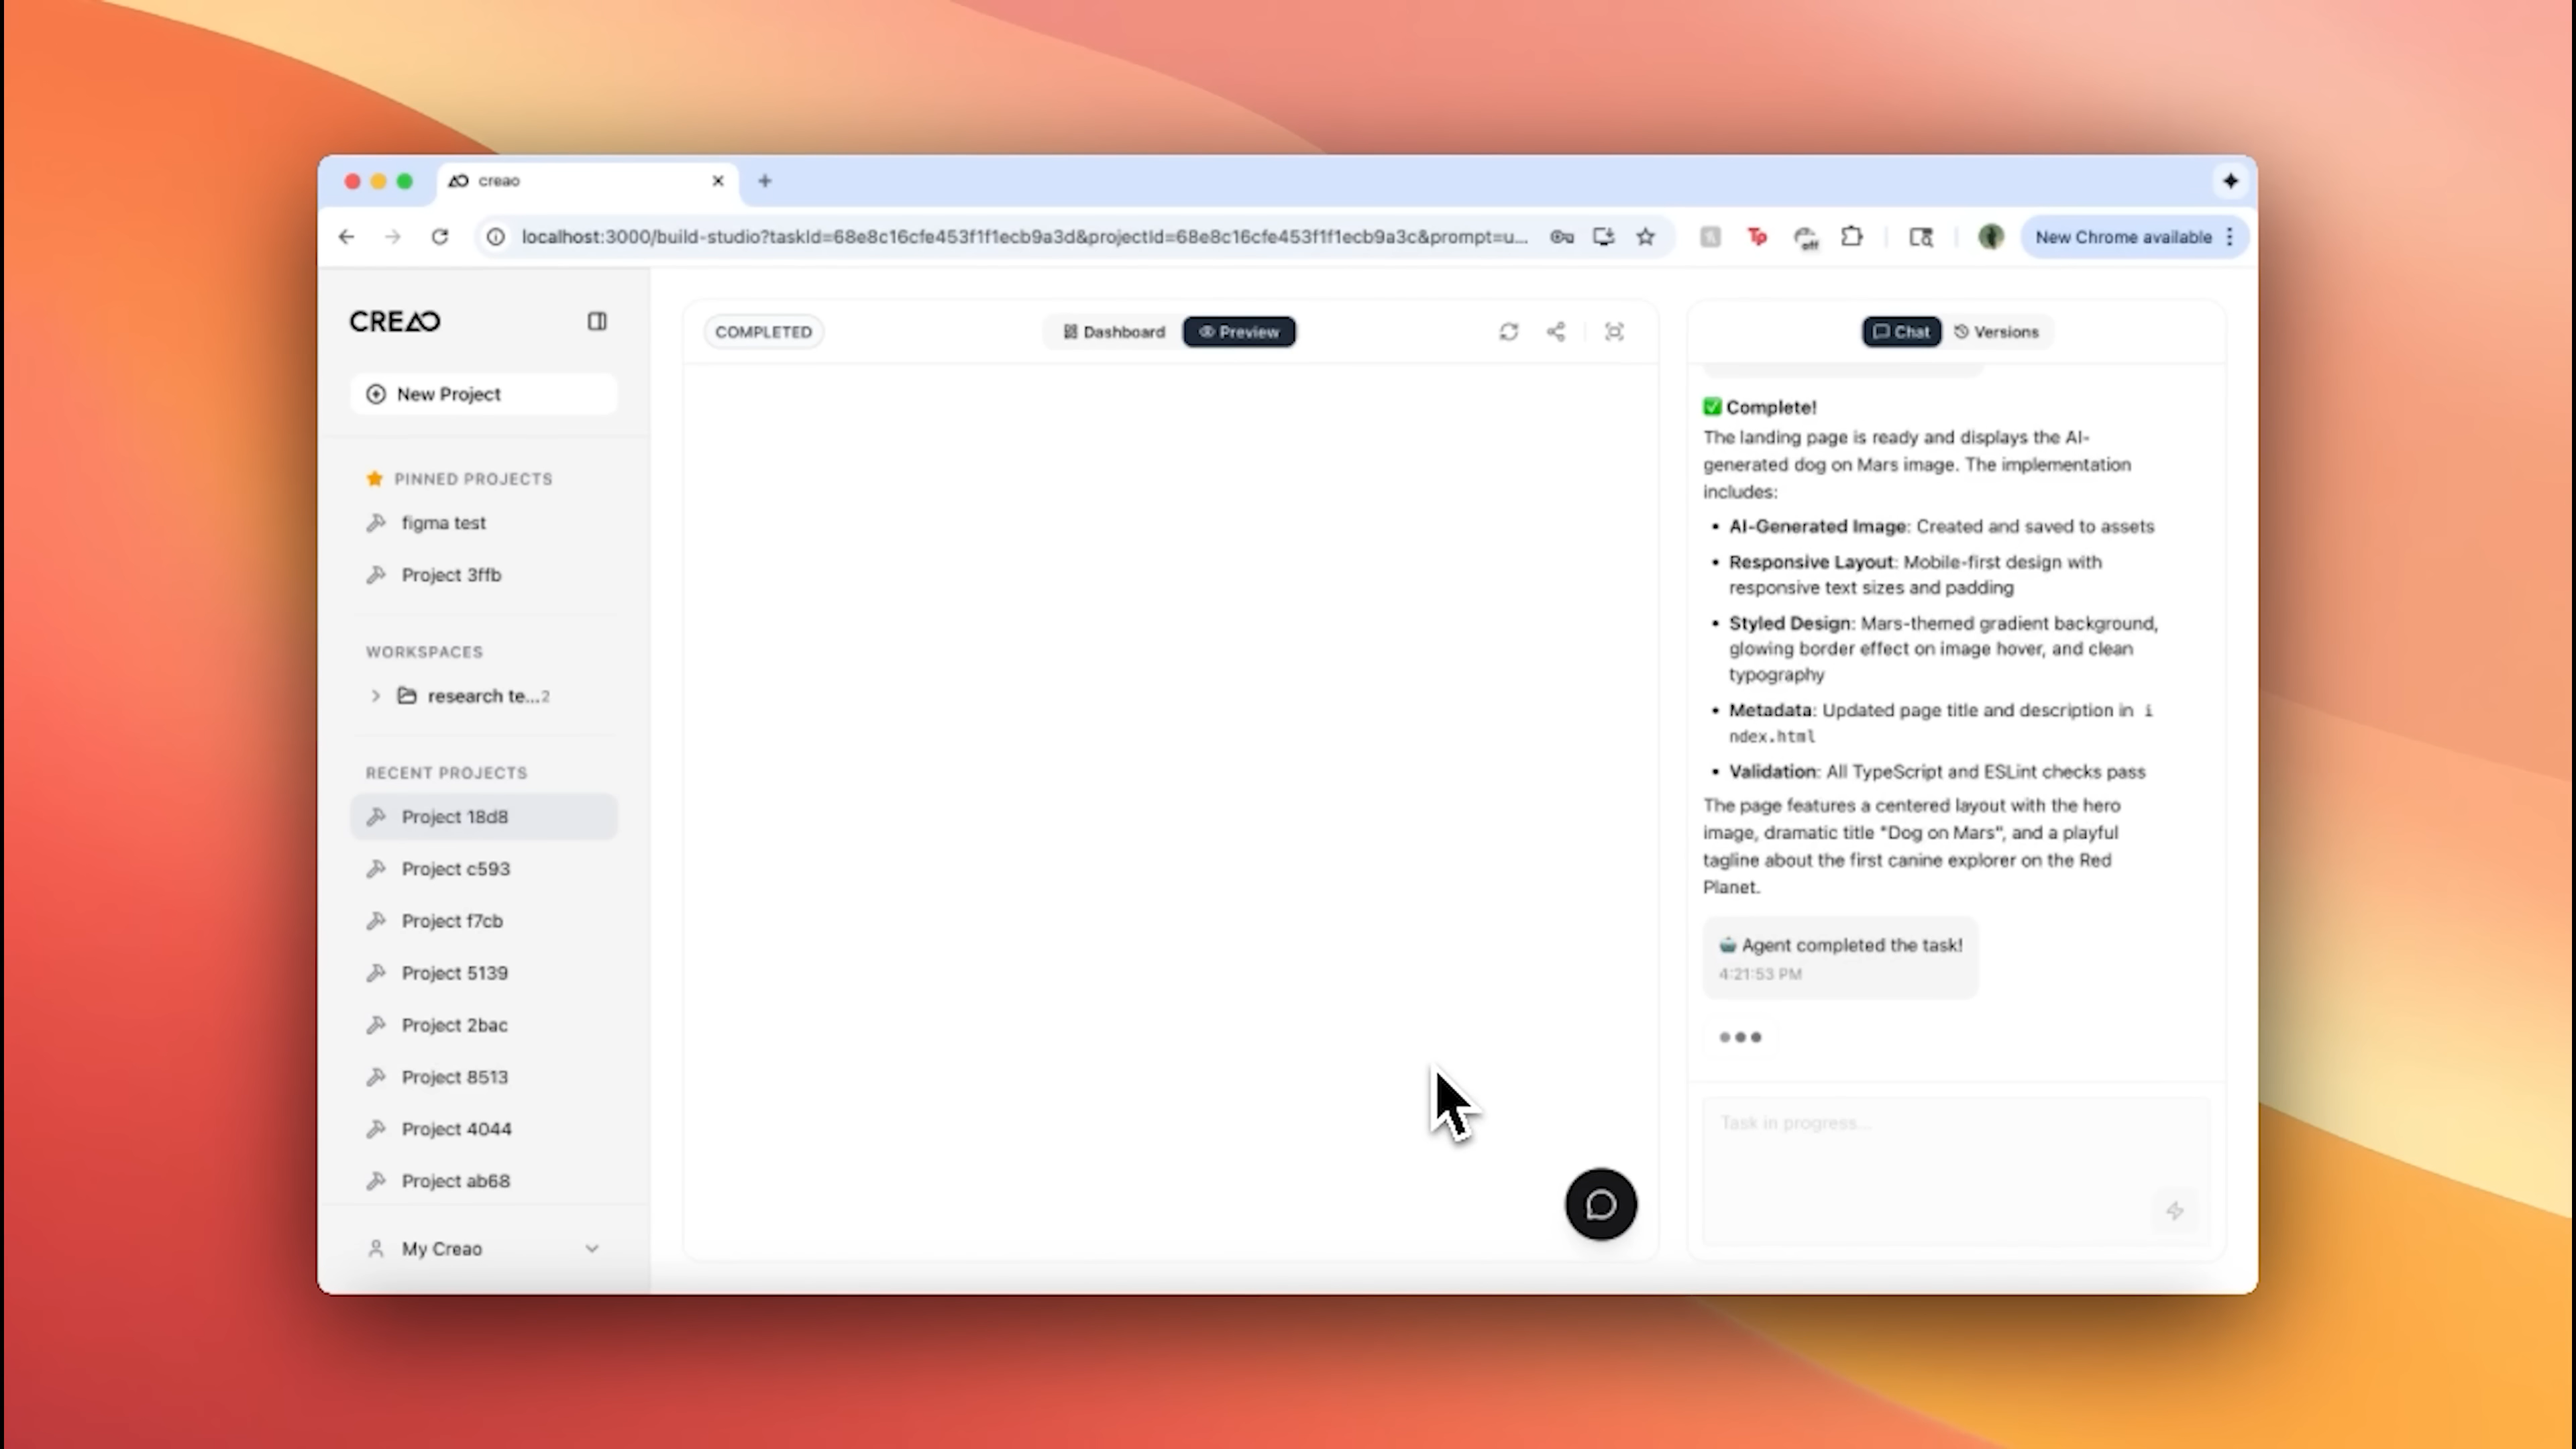 creao
localhost:3000/build-studio?taskId=68e8c16cfe453f1f1ecb9a3d&projectId=68e8c16cfe453f1f1ecb9a3c&prompt=u...
Tp
off
New Chrome available
CREAO
New Project
PINNED PROJECTS
figma test
Project 3ffb
WORKSPACES
research te...2
RECENT PROJECTS
Project 18d8
Project c593
Project f7cb
Project 5139
Project 2bac
Project 8513
Project 4044
Project ab68
My Creao
COMPLETED
Dashboard
Preview
Chat
Versions
Complete!
The landing page is ready and displays the AI-
generated dog on Mars image. The implementation
includes:
• AI-Generated Image: Created and saved to assets
• Responsive Layout: Mobile-first design with
responsive text sizes and padding
• Styled Design: Mars-themed gradient background,
glowing border effect on image hover, and clean
typography
• Metadata: Updated page title and description in i
ndex.html
• Validation: All TypeScript and ESLint checks pass
The page features a centered layout with the hero
image, dramatic title "Dog on Mars", and a playful
tagline about the first canine explorer on the Red
Planet.
Agent completed the task!
4:21:53 PM
Task in progress...